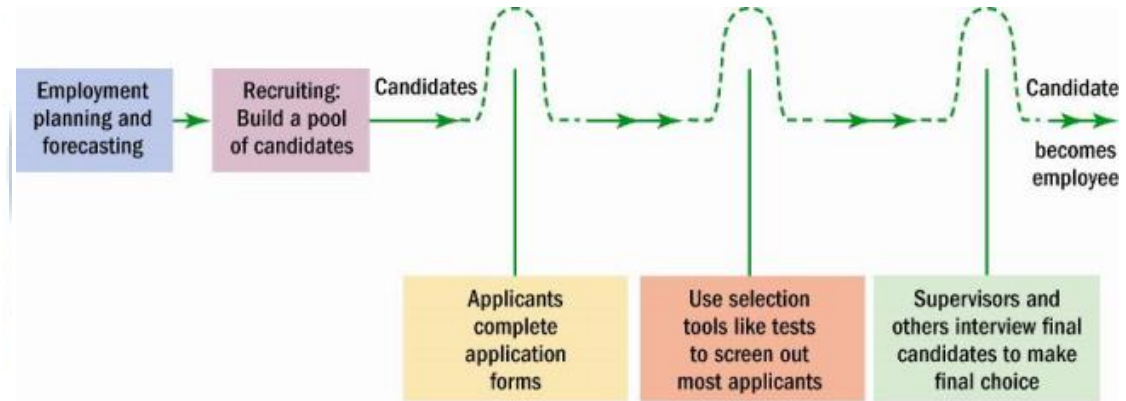 Employment
planning and
forecasting
Recruiting:
Build a pool
of candidates
Candidates
Candidate
becomes
employee
Applicants
complete
application
forms
Use selection
tools like tests
to screen out
most applicants
Supervisors and
others interview final
candidates to make
final choice